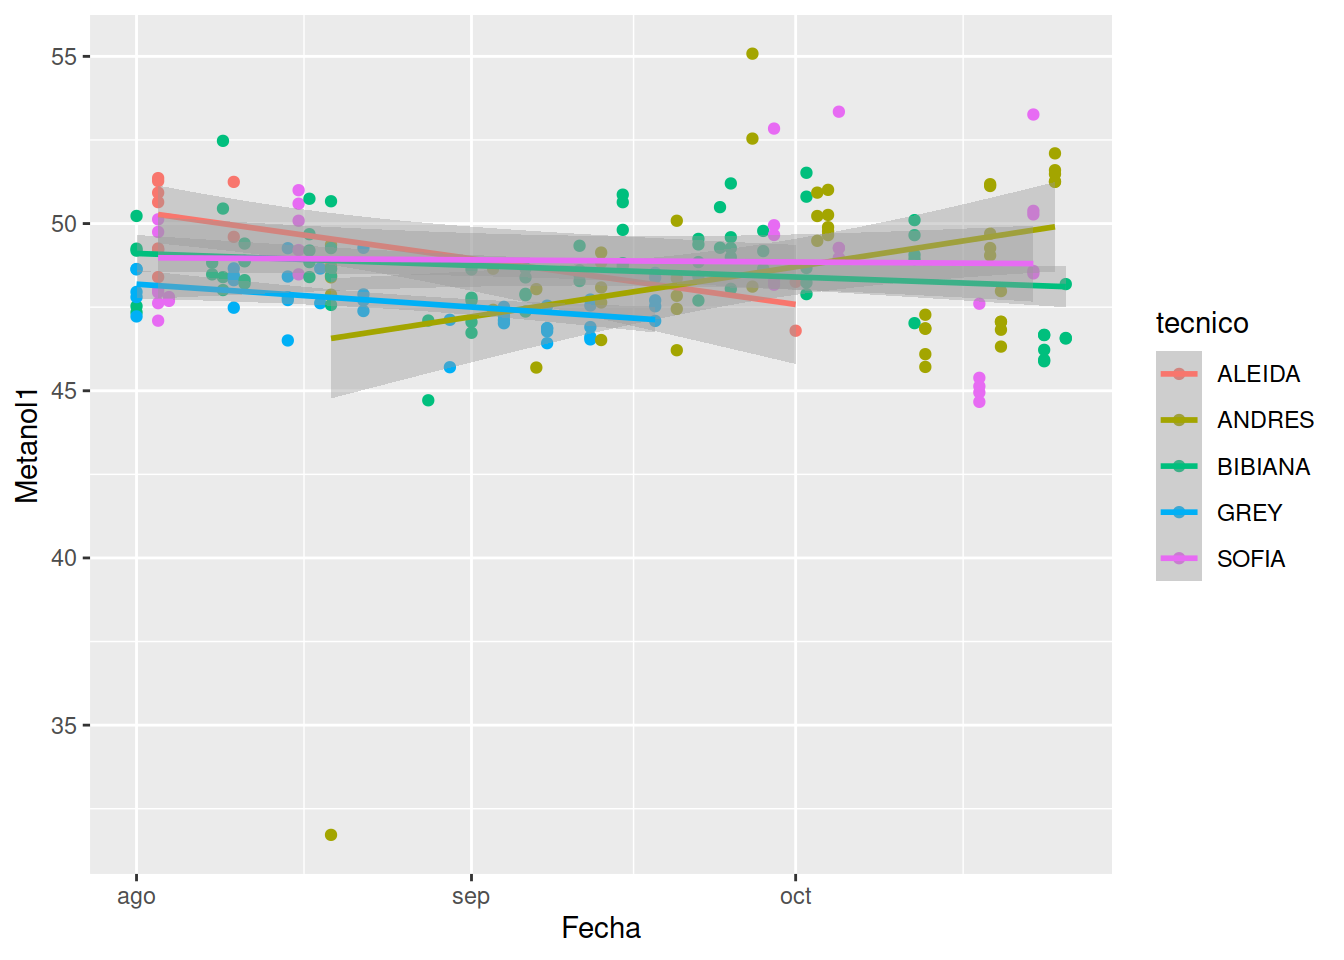 55
50
45
40
35
Metanol1
ago
sep
oct
Fecha
tecnico
ALEIDA
ANDRES
BIBIANA
GREY
SOFIA